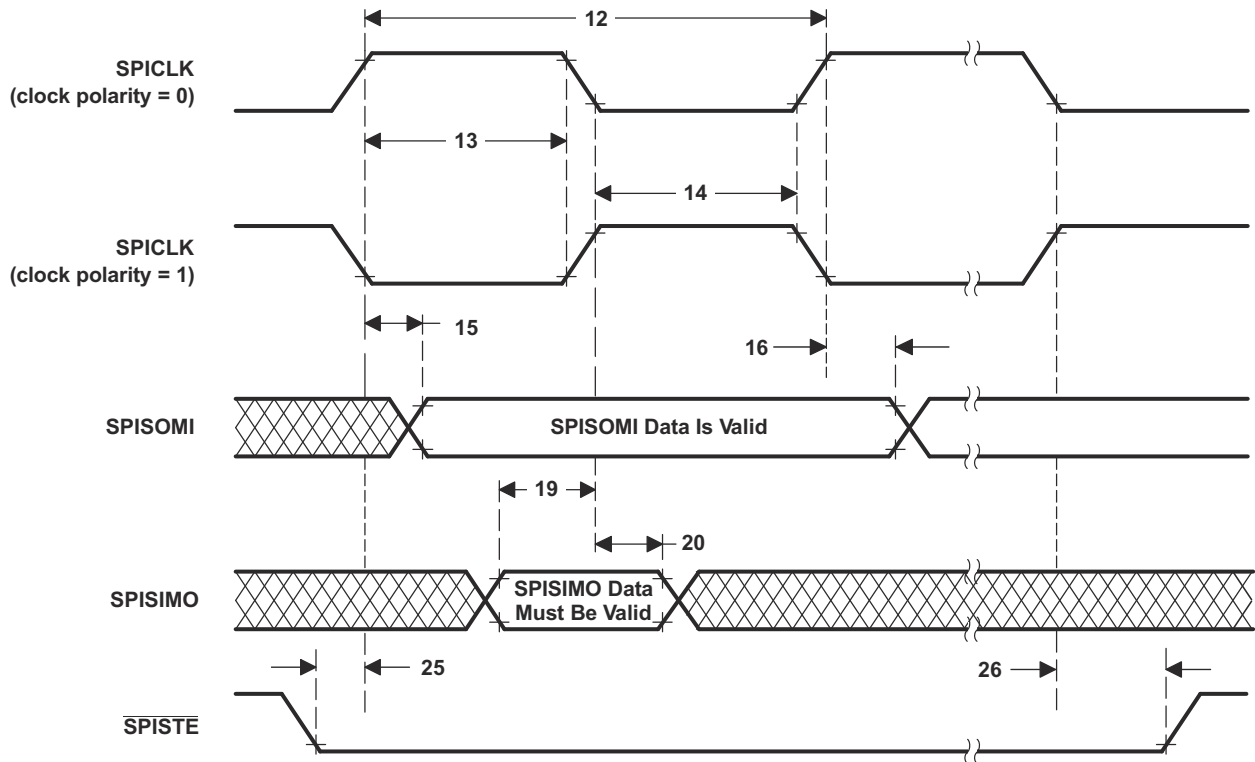 12
SPICLK
(clock polarity = 0)
13
14
SPICLK
(clock polarity = 1)
15
16
SPISOMI
SPISOMI Data Is Valid
19
20
SPISIMO
SPISIMO Data
Must Be Valid
25
26
SPISTE